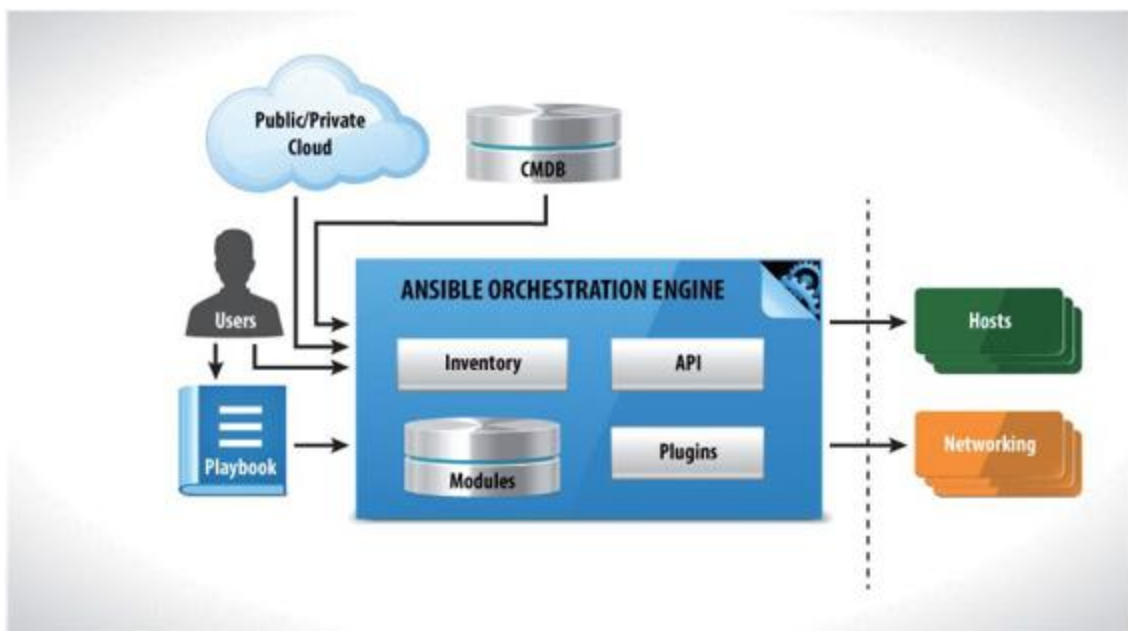 Public/Private
Cloud
CMDB
Users
ANSIBLE ORCHESTRATION ENGINE
Hosts
Inventory
API
Playbook
Modules
Plugins
Networking